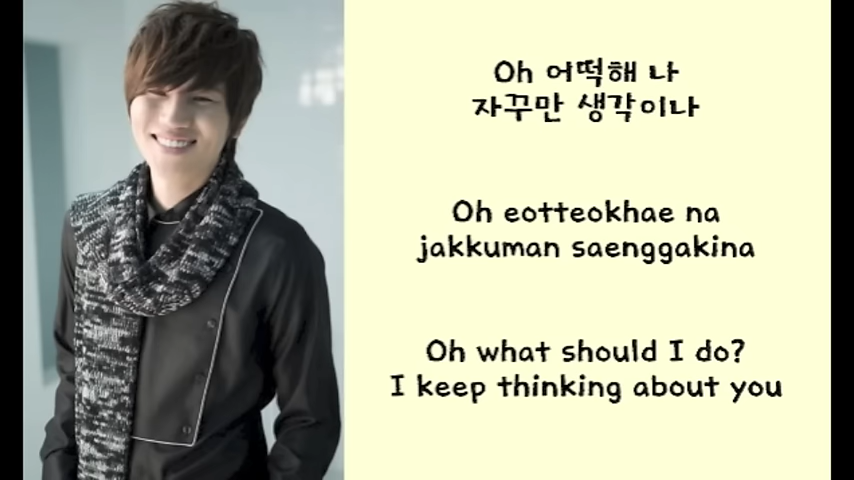 Oh 어떡해 나
자꾸만 생각이나
Oh eotteokhae na
jakkuman saenggakina
Oh what should I do?
I keep thinking about you